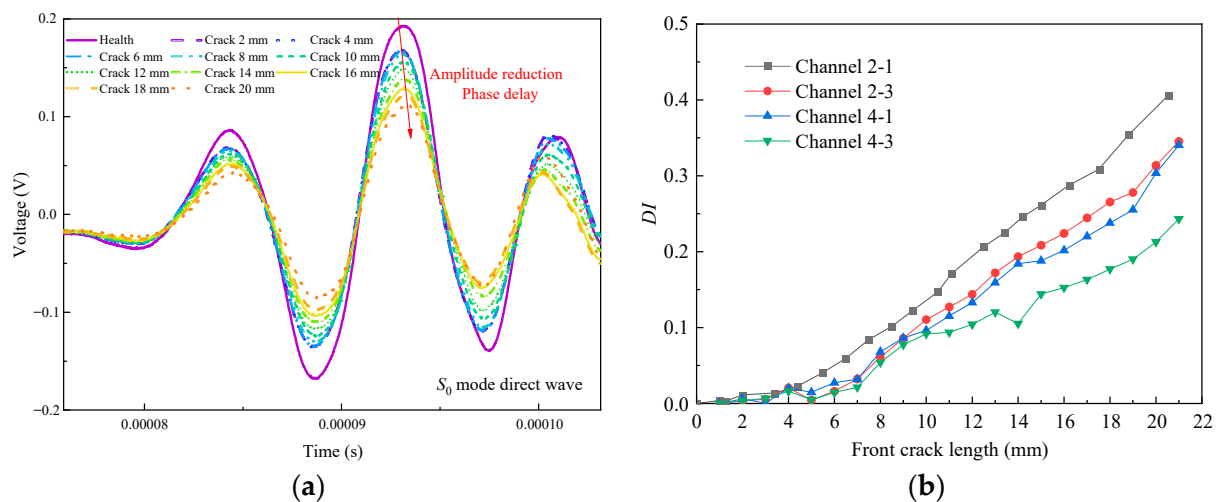 0.2
0.1
0.0
−0.1
−0.2
Voltage (V)
Health
Crack 2 mm
Crack 4 mm
Crack 6 mm
Crack 8 mm
Crack 10 mm
Crack 12 mm
Crack 14 mm
Crack 16 mm
Crack 18 mm
Crack 20 mm
Amplitude reduction
Phase delay
S₀ mode direct wave
0.00008 0.00009 0.00010
Time (s)
(a)
0.5
0.4
0.3
0.2
0.1
0.0
DI
Channel 2-1
Channel 2-3
Channel 4-1
Channel 4-3
0 2 4 6 8 10 12 14 16 18 20 22
Front crack length (mm)
(b)